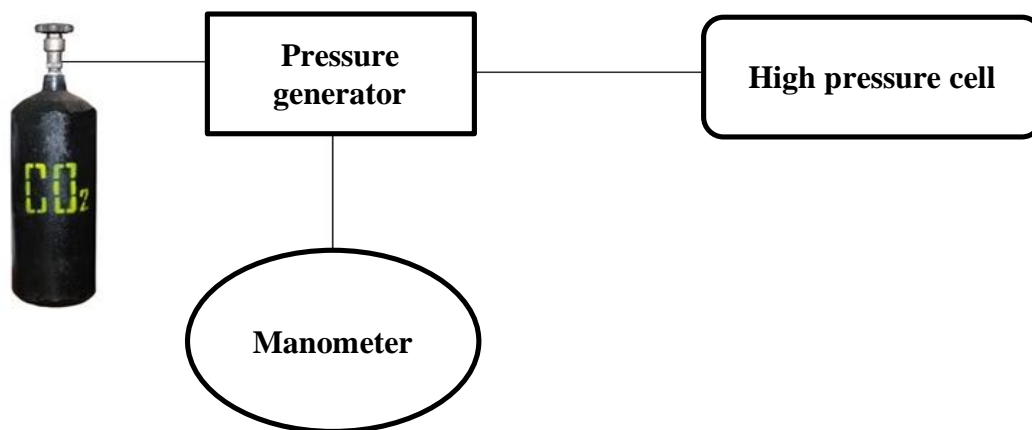 Pressure
generator
High pressure cell
CO₂
Manometer